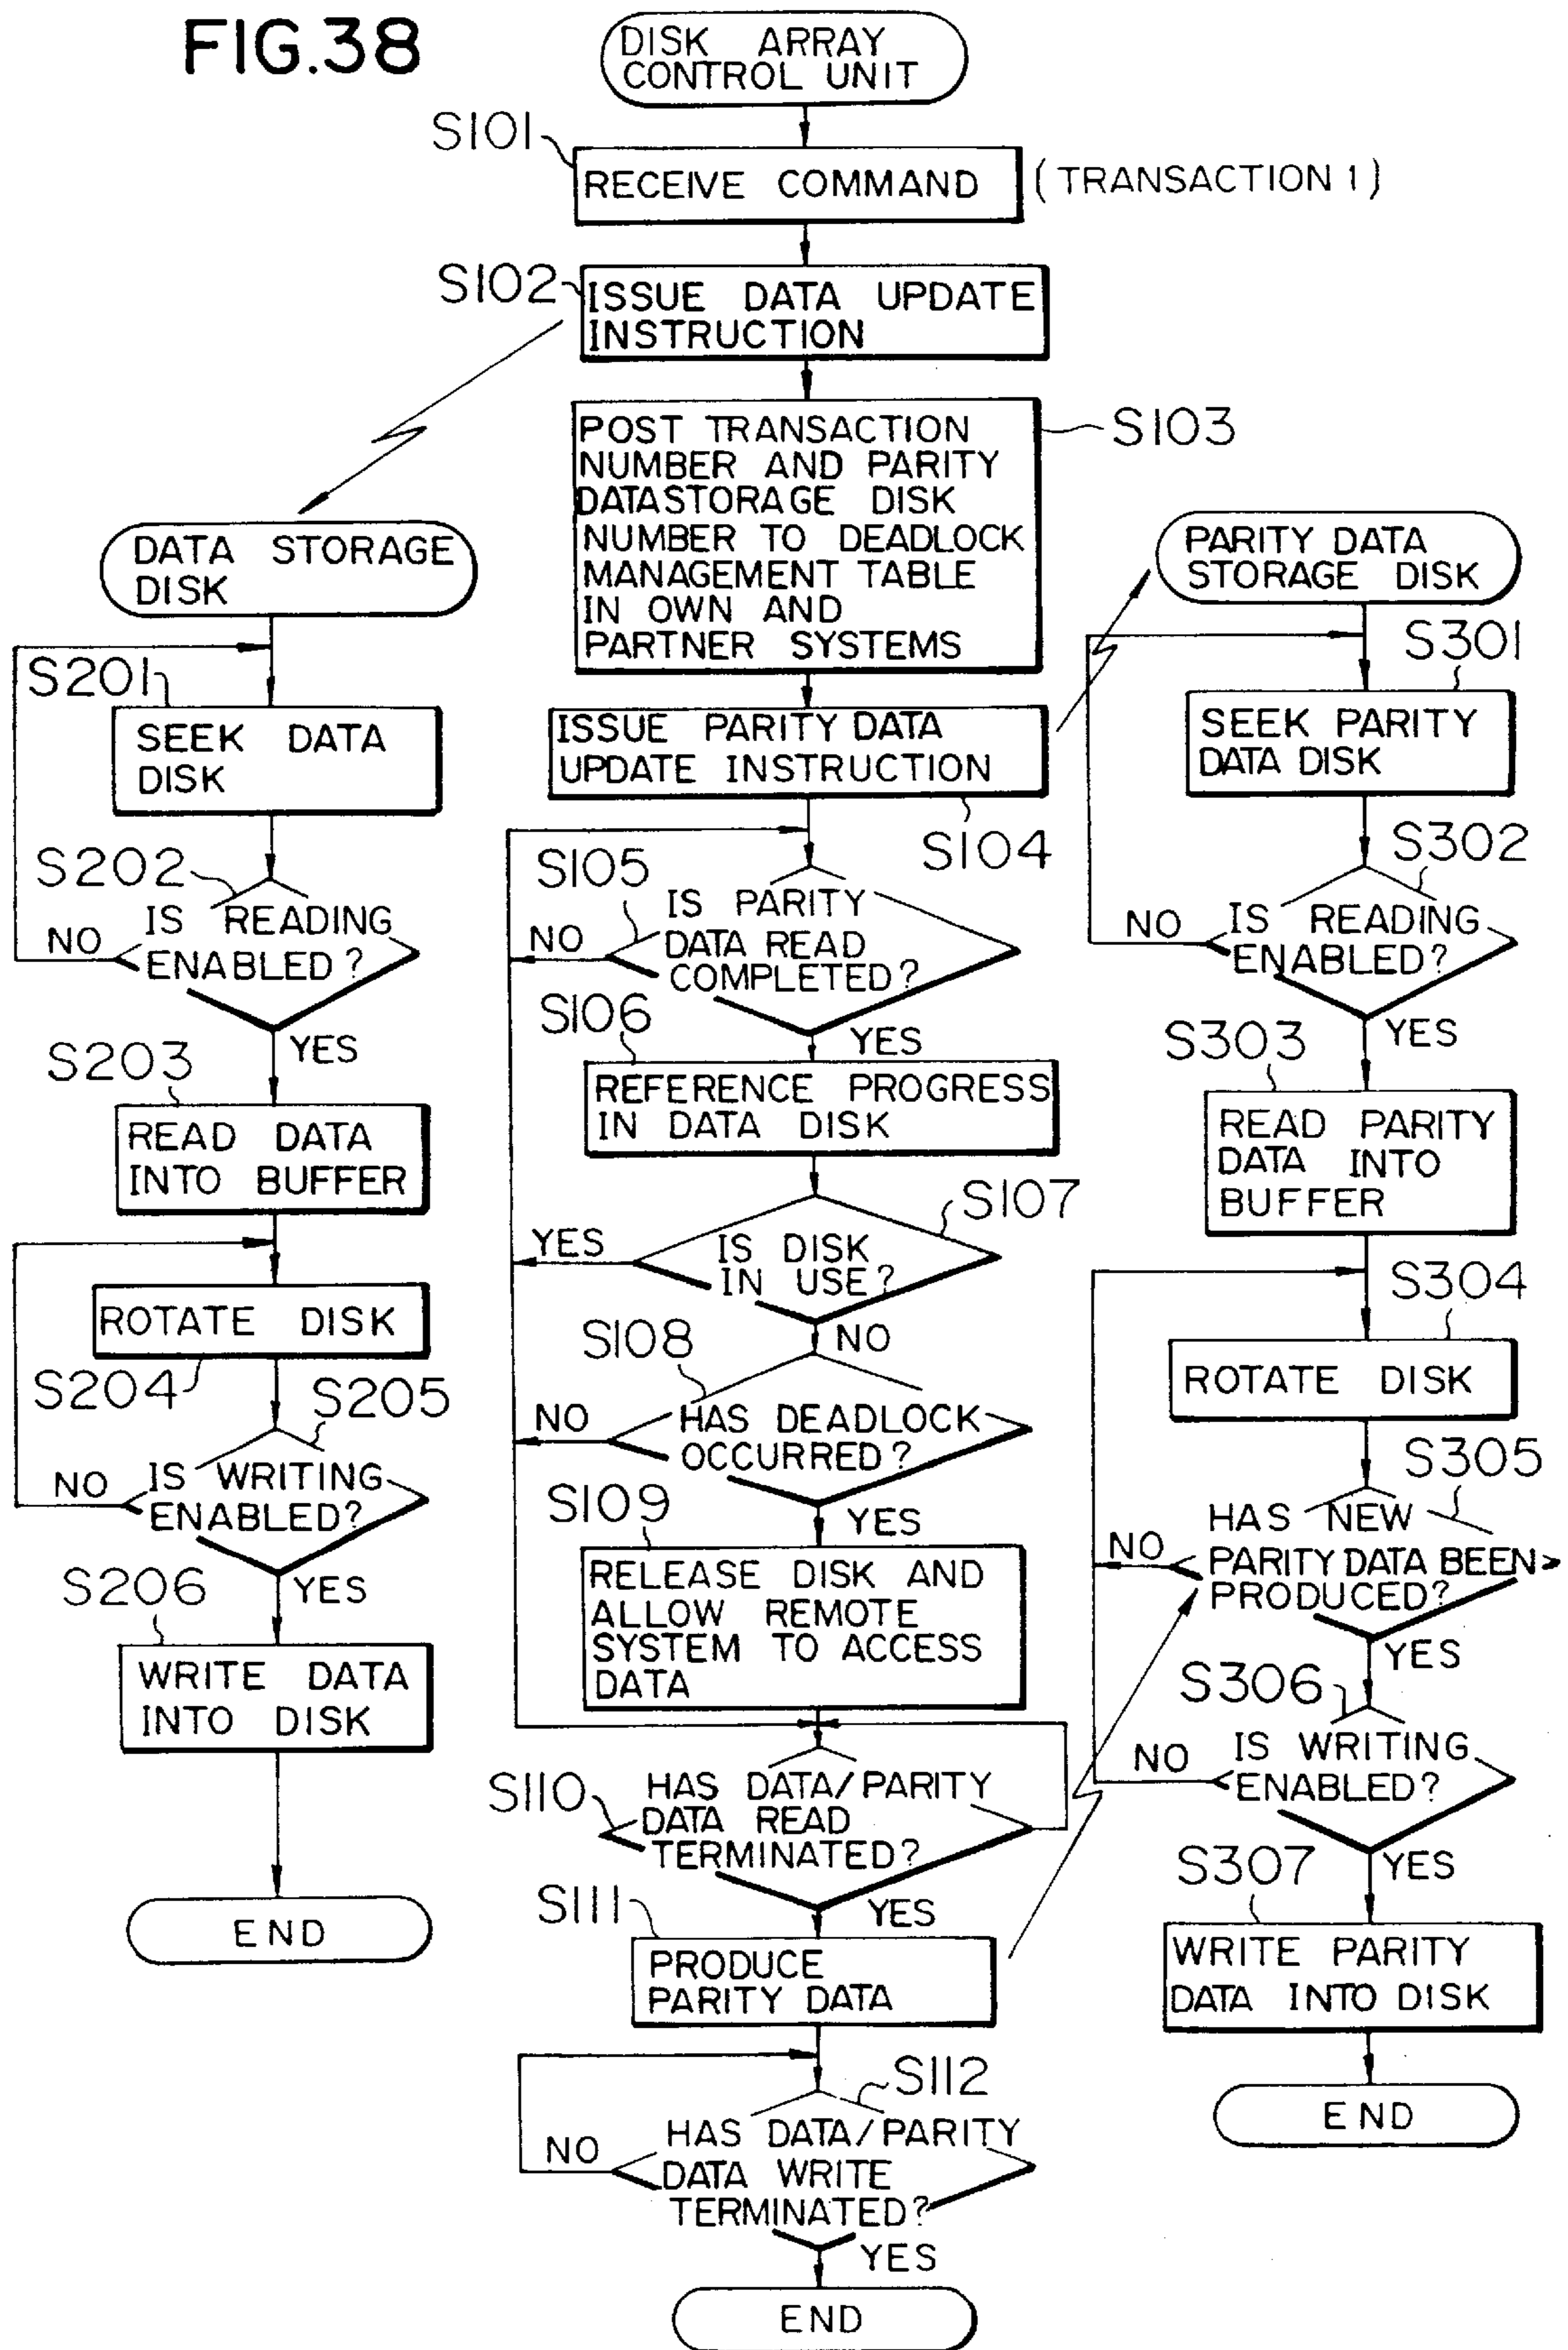 FIG.38
DISK ARRAY
CONTROL UNIT
S101
RECEIVE COMMAND
(TRANSACTION 1)
S102
ISSUE DATA UPDATE
INSTRUCTION
S103
POST TRANSACTION
NUMBER AND PARITY
DATASTORAGE DISK
NUMBER TO DEADLOCK
MANAGEMENT TABLE
IN OWN AND
PARTNER SYSTEMS
ISSUE PARITY DATA
UPDATE INSTRUCTION
S104
S105
IS PARITY
DATA READ
COMPLETED?
NO
YES
S106
REFERENCE PROGRESS
IN DATA DISK
S107
IS DISK
IN USE?
YES
NO
S108
HAS DEADLOCK
OCCURRED?
NO
YES
S109
RELEASE DISK AND
ALLOW REMOTE
SYSTEM TO ACCESS
DATA
S110
HAS DATA/PARITY
DATA READ
TERMINATED?
YES
S111
PRODUCE
PARITY DATA
S112
HAS DATA/PARITY
DATA WRITE
TERMINATED?
NO
YES
END
DATA STORAGE
DISK
S201
SEEK DATA
DISK
S202
IS READING
ENABLED?
NO
YES
S203
READ DATA
INTO BUFFER
ROTATE DISK
S204
S205
IS WRITING
ENABLED?
NO
YES
S206
WRITE DATA
INTO DISK
END
PARITY DATA
STORAGE DISK
S301
SEEK PARITY
DATA DISK
S302
IS READING
ENABLED?
NO
YES
S303
READ PARITY
DATA INTO
BUFFER
S304
ROTATE DISK
S305
HAS NEW
PARITY DATA BEEN
PRODUCED?
NO
YES
S306
IS WRITING
ENABLED?
NO
YES
S307
WRITE PARITY
DATA INTO DISK
END